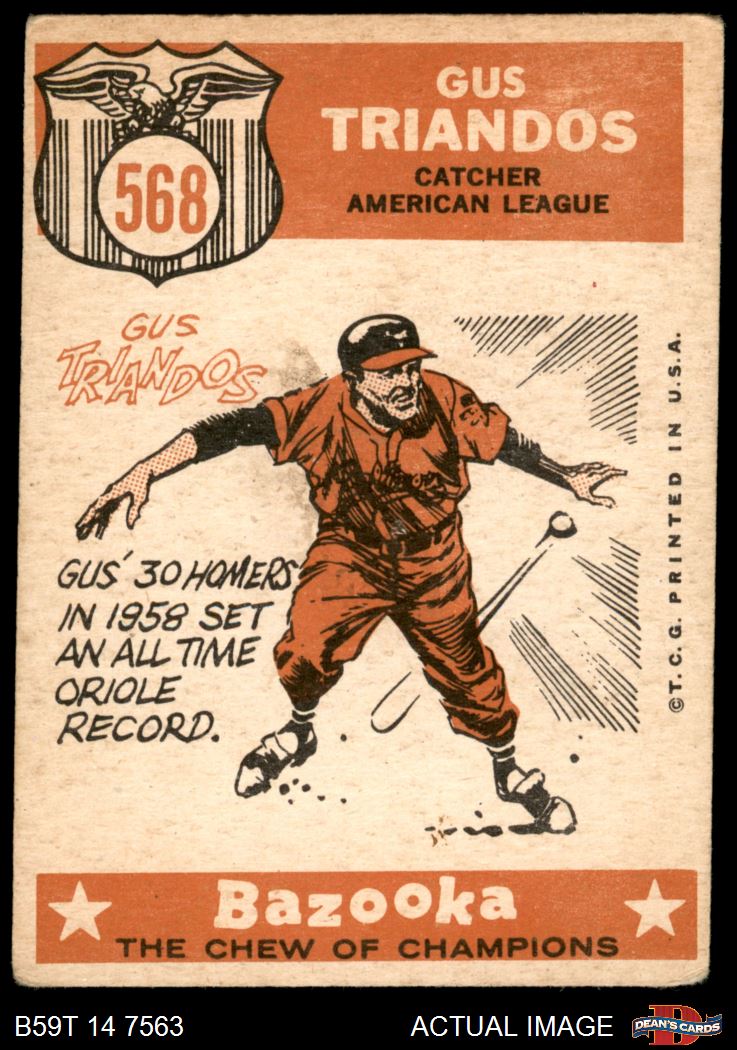 568
GUS
TRIANDOS
CATCHER
AMERICAN LEAGUE
GUS
TRIANDOS
GUS' 30 HOMERS
IN 1958 SET
AN ALL TIME
ORIOLE
RECORD.
©T.C.G. PRINTED IN U.S.A.
Bazooka
THE CHEW OF CHAMPIONS
B59T 14 7563
ACTUAL IMAGE
DEAN'S CARDS